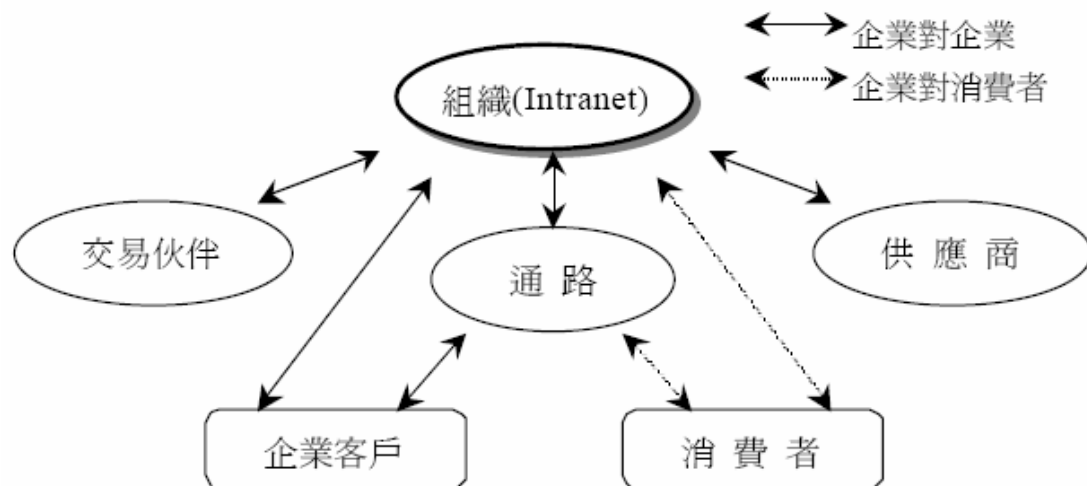 企業對企業
企業對消費者
組織(Intranet)
交易伙伴
通路
供應商
企業客戶
消費者